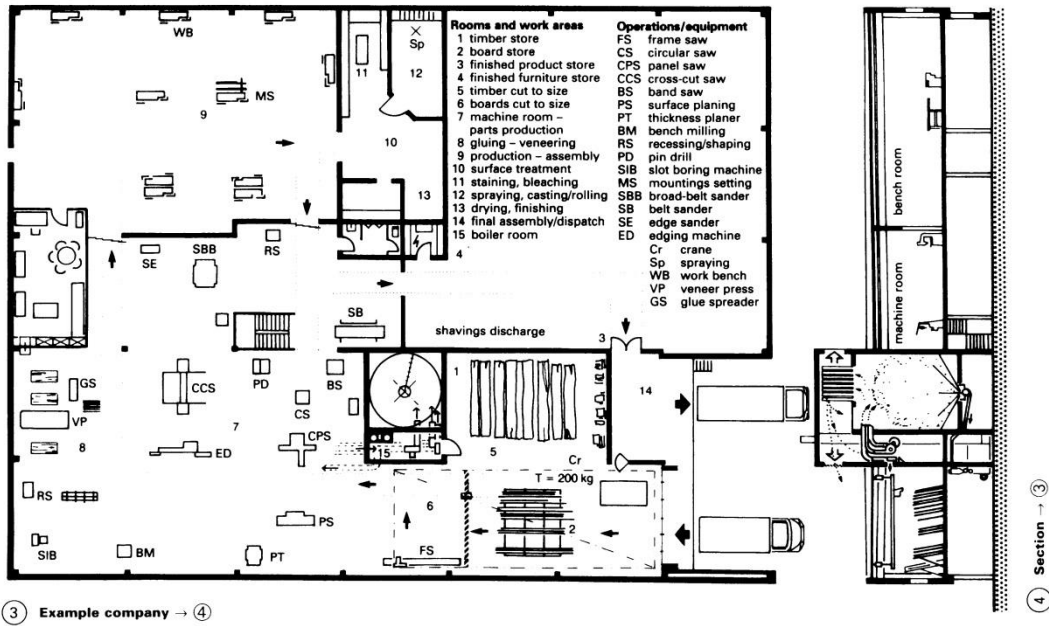 WB
MS
9
11
Sp
12
10
13
4
Rooms and work areas
1 timber store
2 board store
3 finished product store
4 finished furniture store
5 timber cut to size
6 boards cut to size
7 machine room –
parts production
8 gluing – veneering
9 production – assembly
10 surface treatment
11 staining, bleaching
12 spraying, casting/rolling
13 drying, finishing
14 final assembly/dispatch
15 boiler room
Operations/equipment
FS frame saw
CS circular saw
CPS panel saw
CCS cross-cut saw
BS band saw
PS surface planing
PT thickness planer
BM bench milling
RS recessing/shaping
PD pin drill
SIB slot boring machine
MS mountings setting
SBB broad-belt sander
SB belt sander
SE edge sander
ED edging machine
Cr crane
Sp spraying
WB work bench
VP veneer press
GS glue spreader
SE
SBB
RS
SB
shavings discharge
3
GS
VP
8
CCS
PD
BS
CS
CPS
7
ED
15
1
5
14
Cr
T = 200 kg
6
2
RS
SIB
BM
PS
PT
FS
bench room
machine room
3 Example company → 4
4 Section → 3